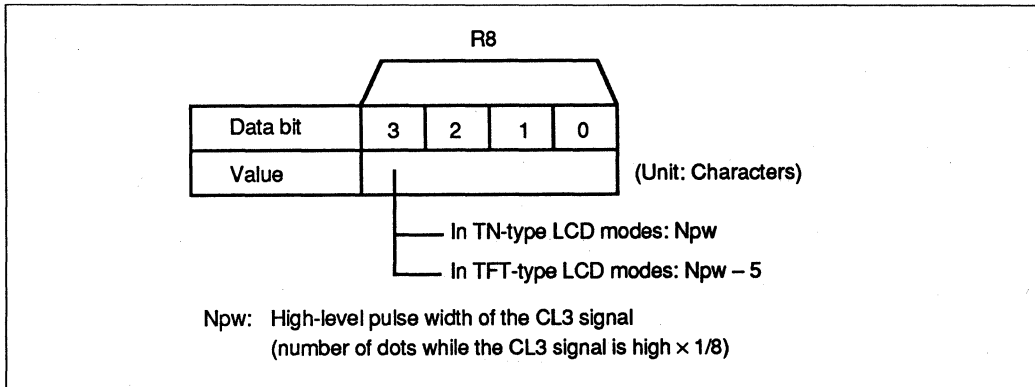 R8
Data bit 3 2 1 0
Value (Unit: Characters)
In TN-type LCD modes: Npw
In TFT-type LCD modes: Npw – 5
Npw: High-level pulse width of the CL3 signal
(number of dots while the CL3 signal is high × 1/8)